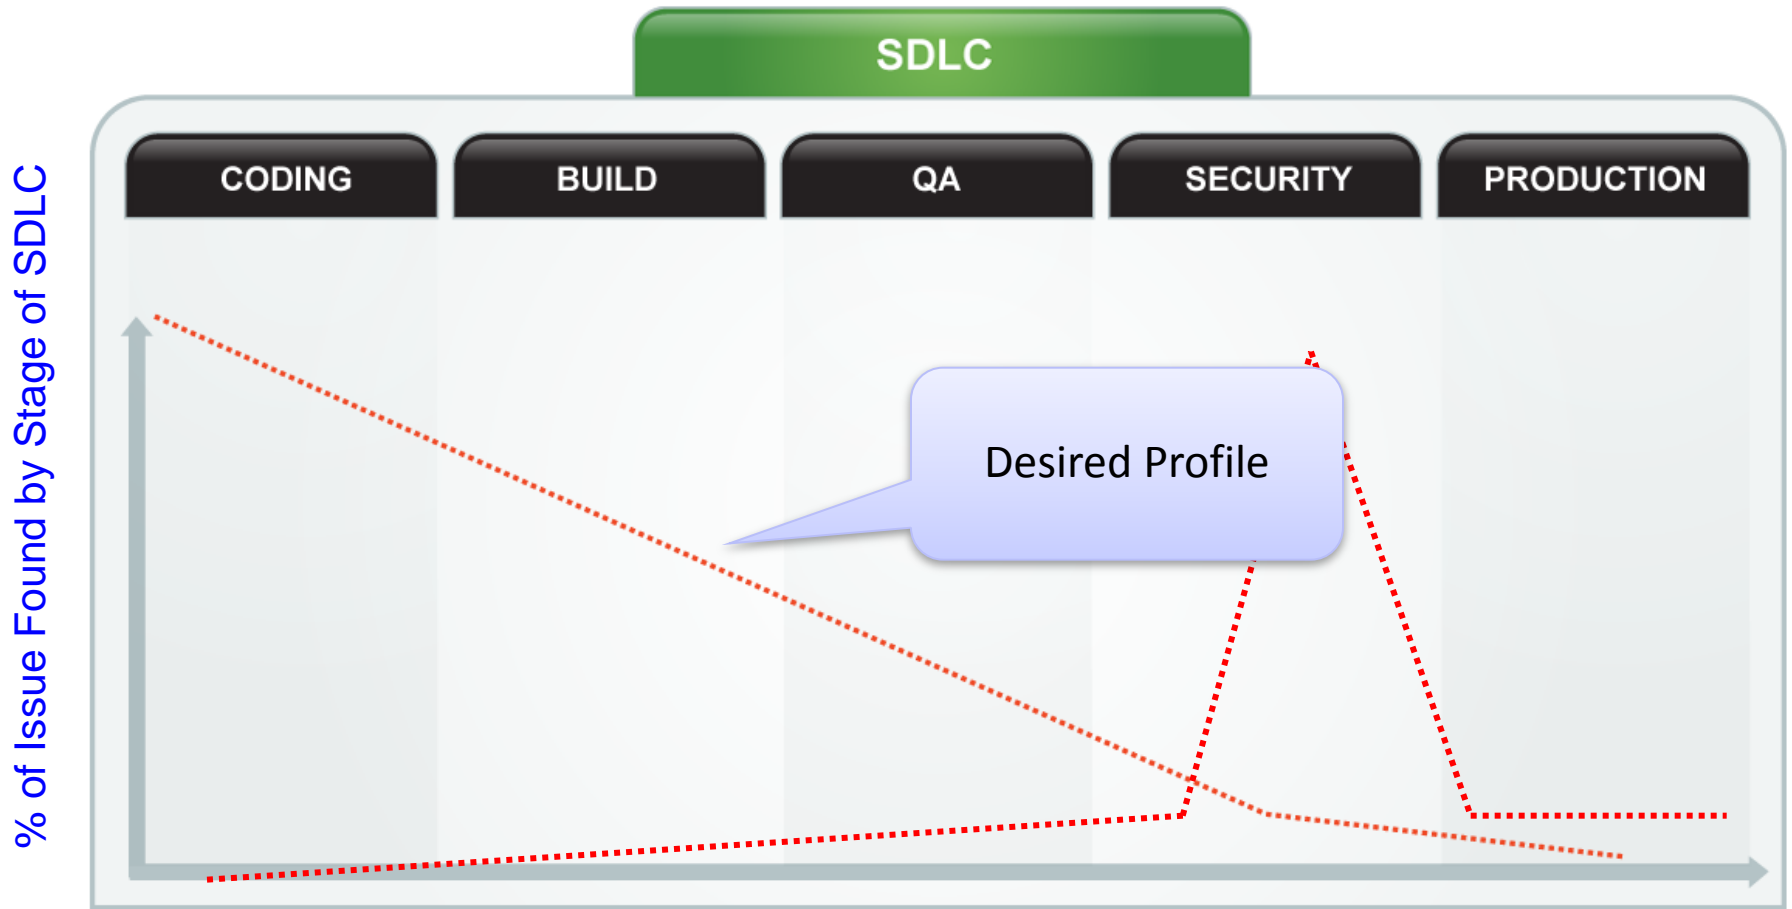 SDLC
CODING
BUILD
QA
SECURITY
PRODUCTION
% of Issue Found by Stage of SDLC
Desired Profile